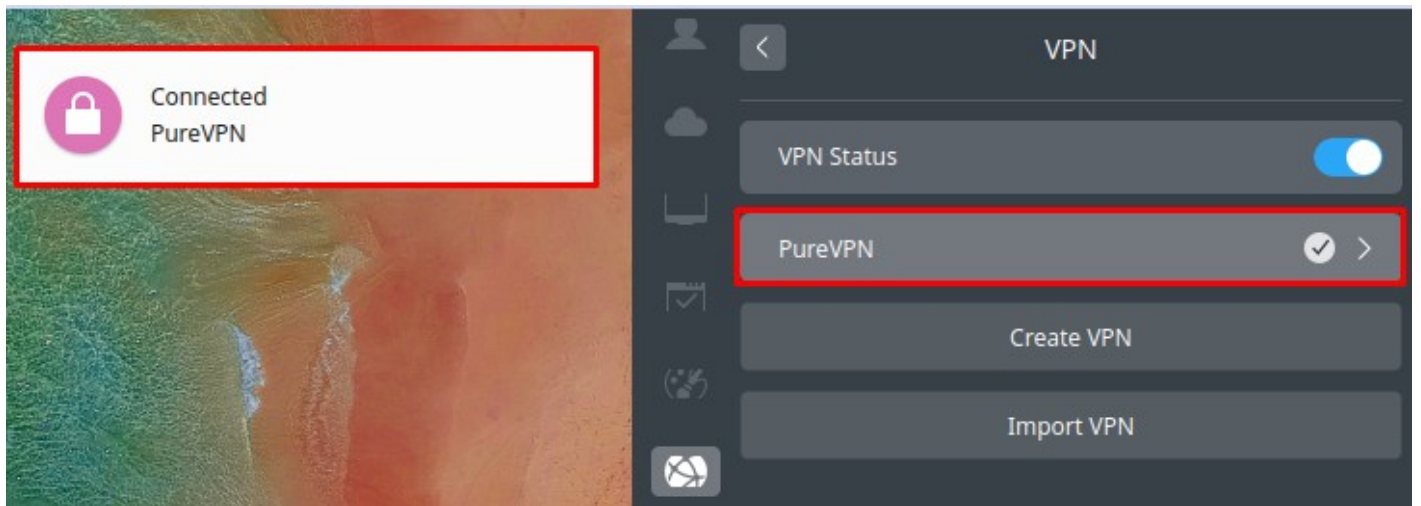 Connected
PureVPN
VPN
VPN Status
PureVPN
Create VPN
Import VPN